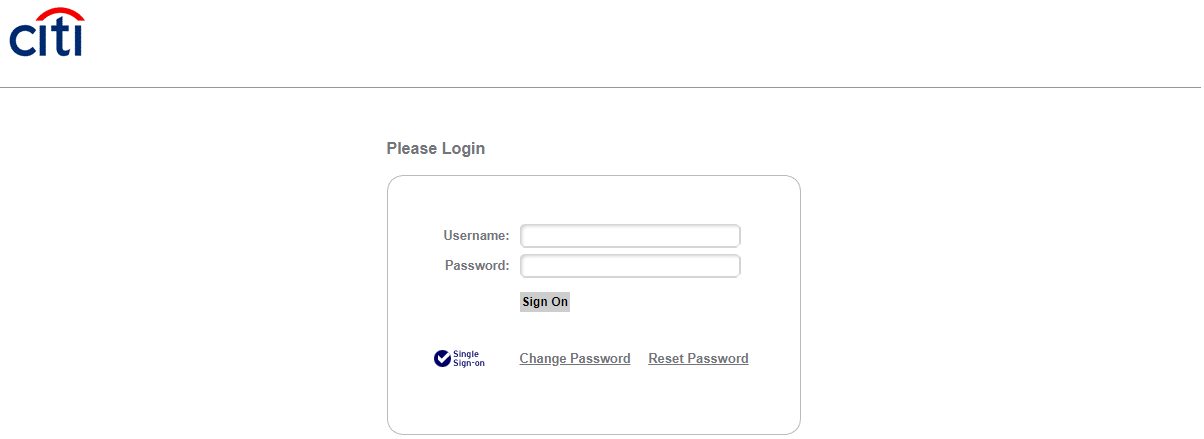 citi
Please Login
Username:
Password:
Sign On
Single
Sign-on
Change Password Reset Password